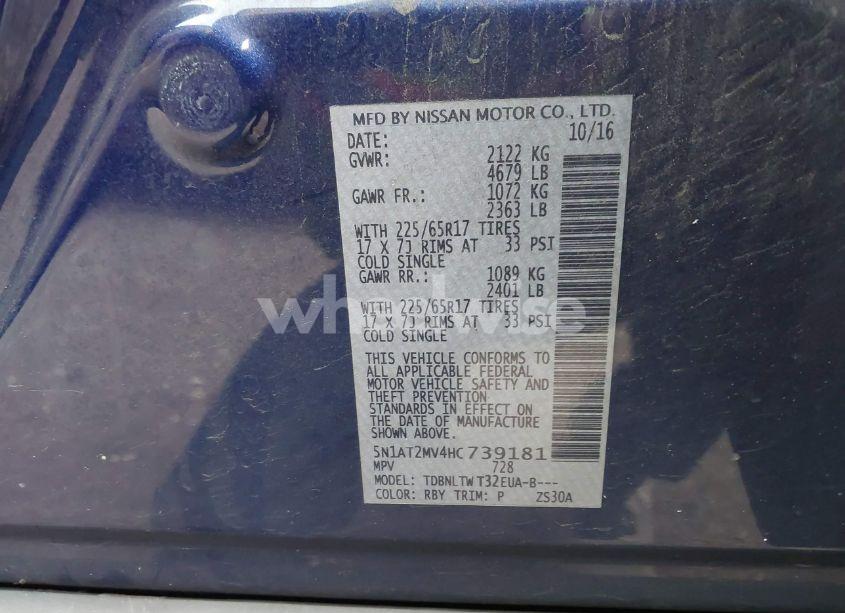 MFD BY NISSAN MOTOR CO., LTD.
DATE: 10/16
GVWR: 2122 KG
4679 LB
GAWR FR.: 1072 KG
2363 LB
WITH 225/65R17 TIRES
17 X 7J RIMS AT 33 PSI
COLD SINGLE
GAWR RR.: 1089 KG
2401 LB
WITH 225/65R17 TIRES
17 X 7J RIMS AT 33 PSI
COLD SINGLE
THIS VEHICLE CONFORMS TO
ALL APPLICABLE FEDERAL
MOTOR VEHICLE SAFETY AND
THEFT PREVENTION
STANDARDS IN EFFECT ON
THE DATE OF MANUFACTURE
SHOWN ABOVE.
5N1AT2MV4HC739181
MPV 728
MODEL: TDBNLTW T32EUA-B---
COLOR: RBY TRIM: P ZS30A